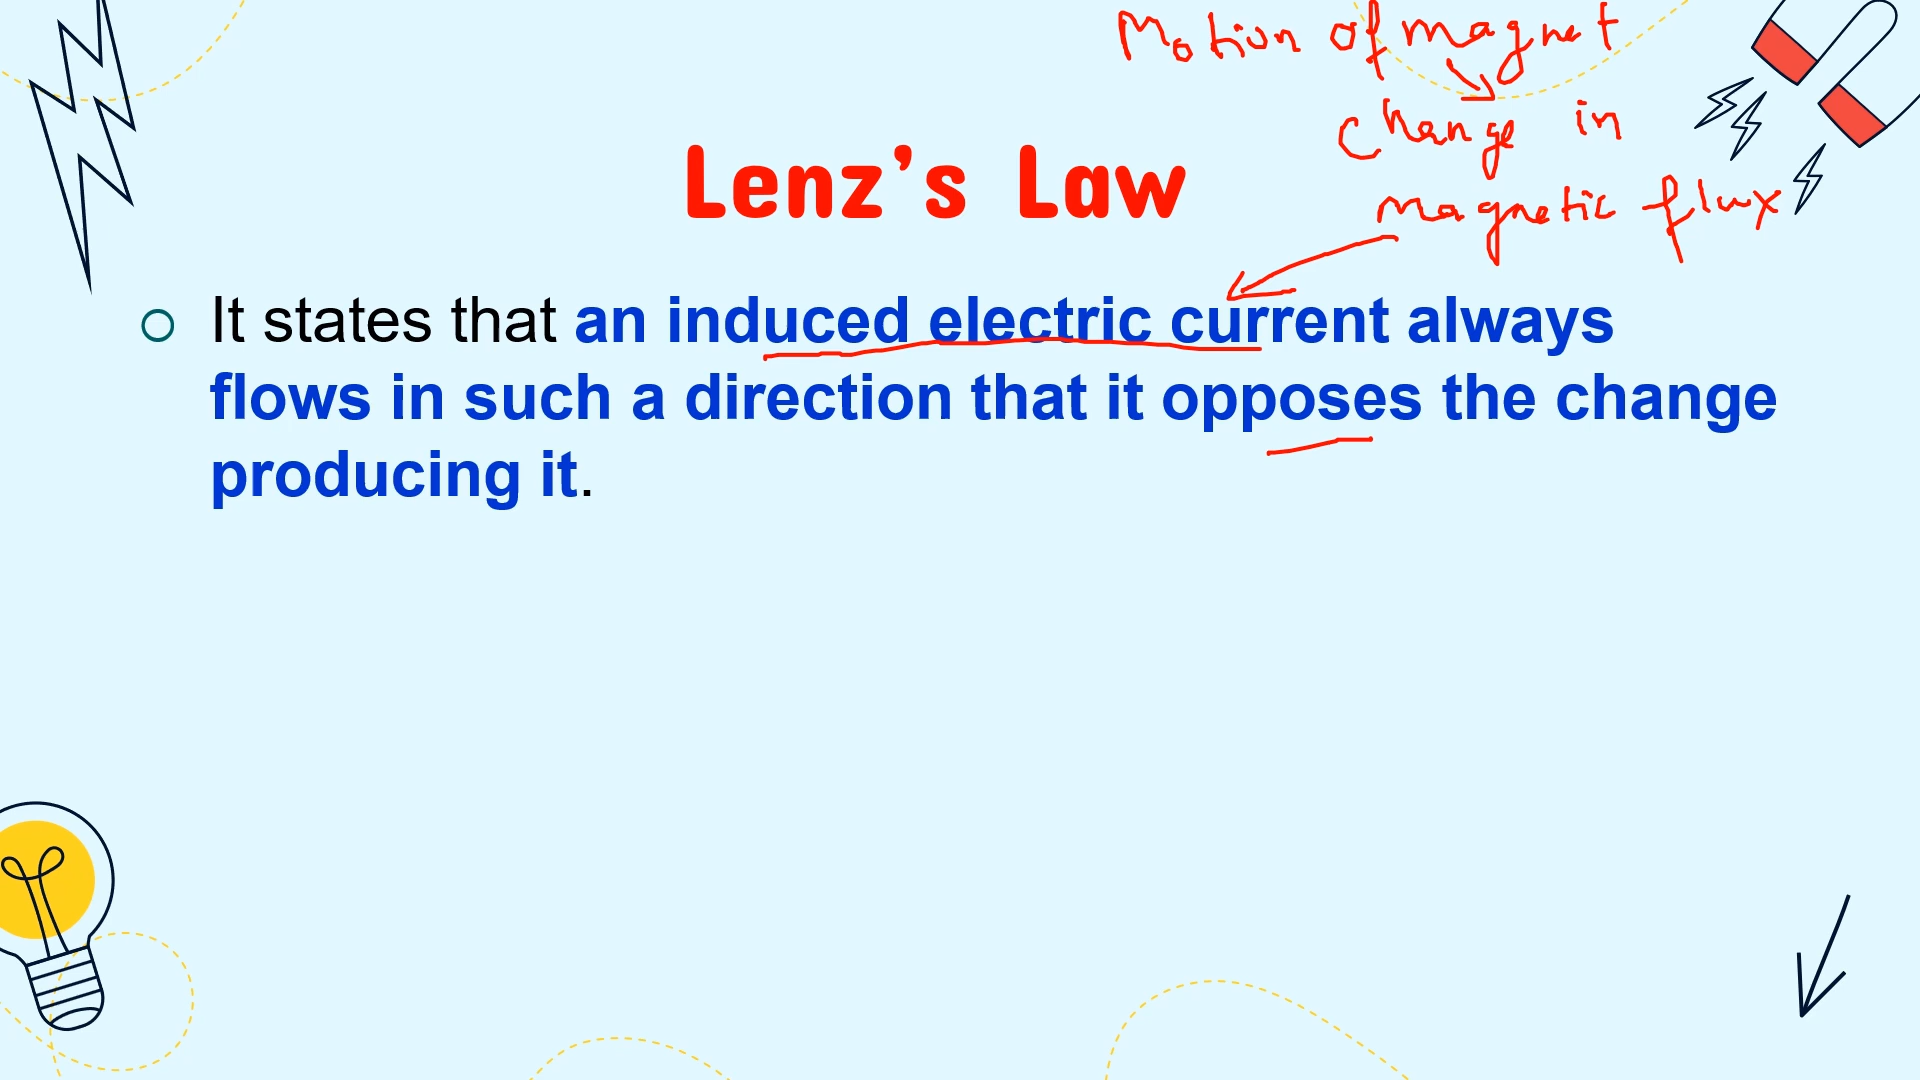 Motion of magnet
Change in
magnetic flux
Lenz's Law
It states that an induced electric current always
flows in such a direction that it opposes the change
producing it.